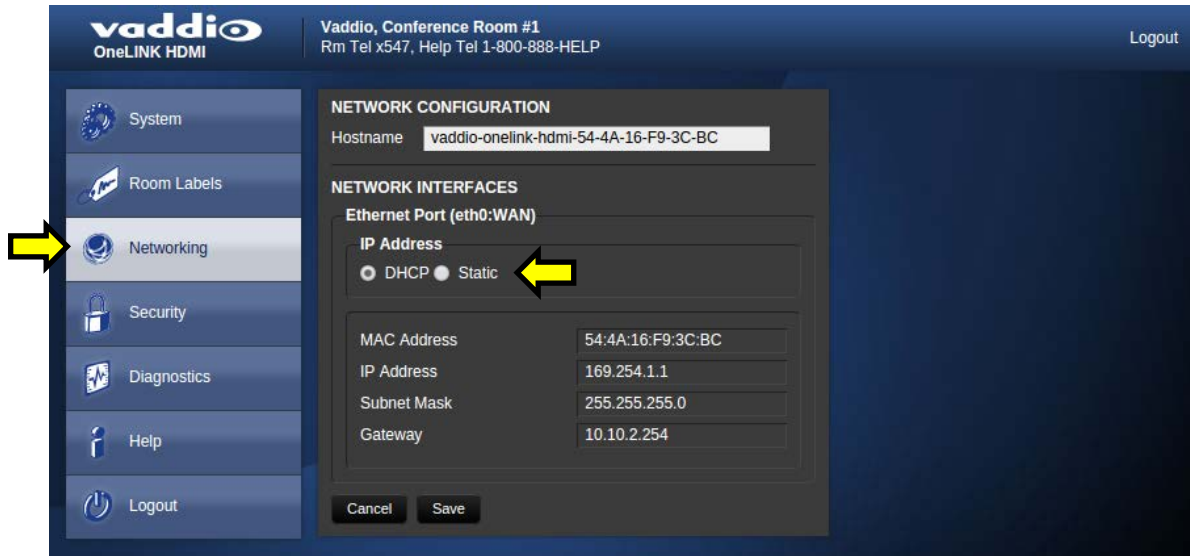 vaddio
OneLINK HDMI
Vaddio, Conference Room #1
Rm Tel x547, Help Tel 1-800-888-HELP
Logout
System
Room Labels
Networking
Security
Diagnostics
Help
Logout
NETWORK CONFIGURATION
Hostname vaddio-onelink-hdmi-54-4A-16-F9-3C-BC
NETWORK INTERFACES
Ethernet Port (eth0:WAN)
IP Address
DHCP Static
MAC Address 54:4A:16:F9:3C:BC
IP Address 169.254.1.1
Subnet Mask 255.255.255.0
Gateway 10.10.2.254
Cancel Save